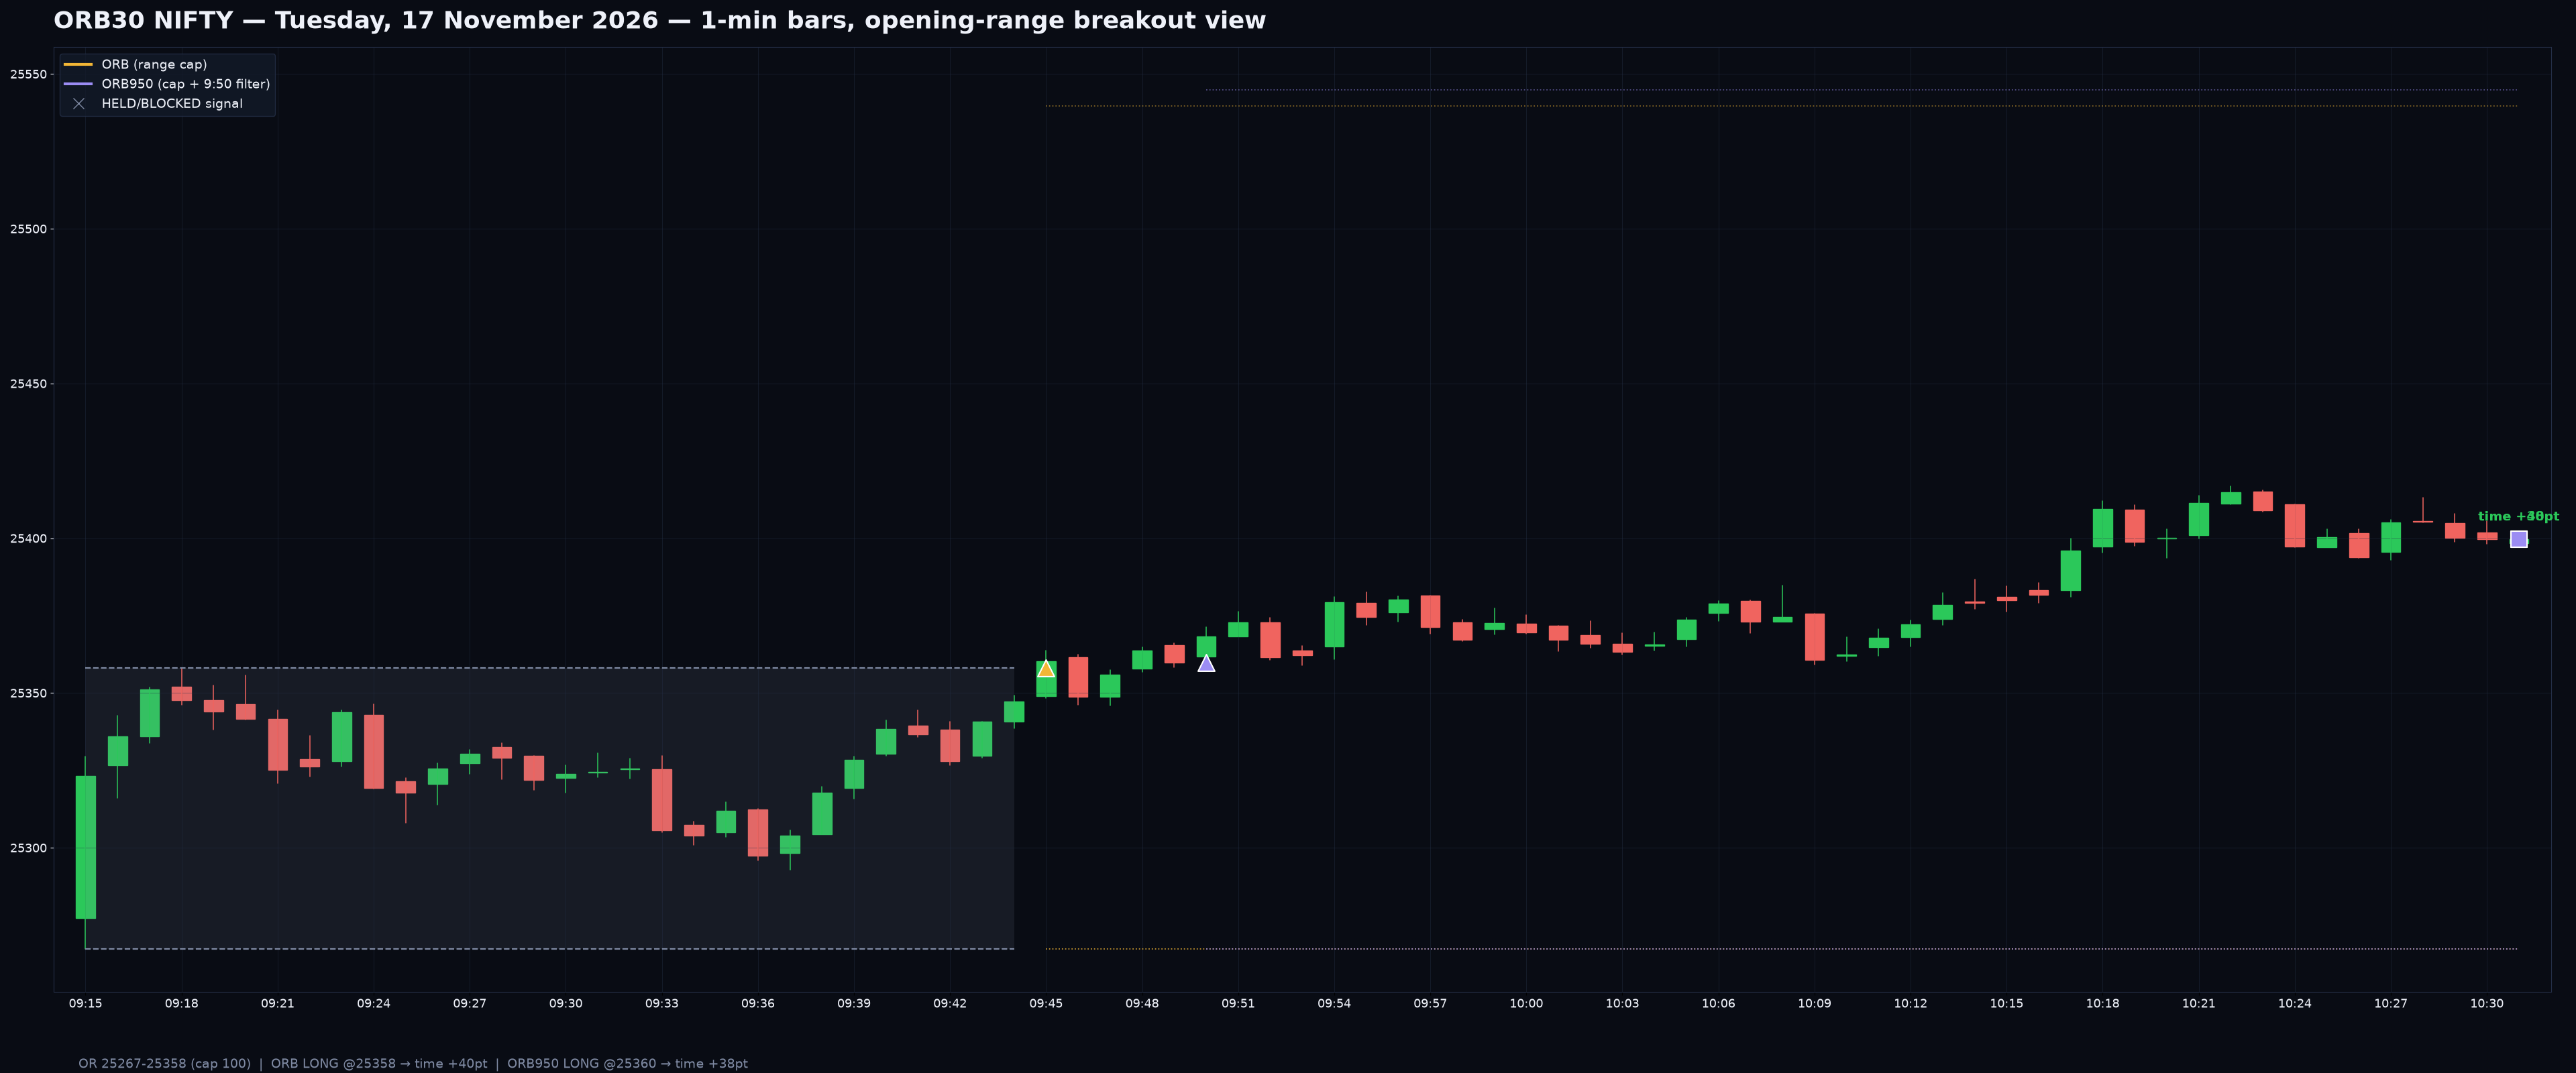 ORB30 NIFTY — Tuesday, 17 November 2026 — 1-min bars, opening-range breakout view
ORB (range cap)
ORB950 (cap + 9:50 filter)
HELD/BLOCKED signal
25550
25500
25450
25400
25350
25300
time +38pt
09:15 09:18 09:21 09:24 09:27 09:30 09:33 09:36 09:39 09:42 09:45 09:48 09:51 09:54 09:57 10:00 10:03 10:06 10:09 10:12 10:15 10:18 10:21 10:24 10:27 10:30
OR 25267-25358 (cap 100) | ORB LONG @25358 → time +40pt | ORB950 LONG @25360 → time +38pt